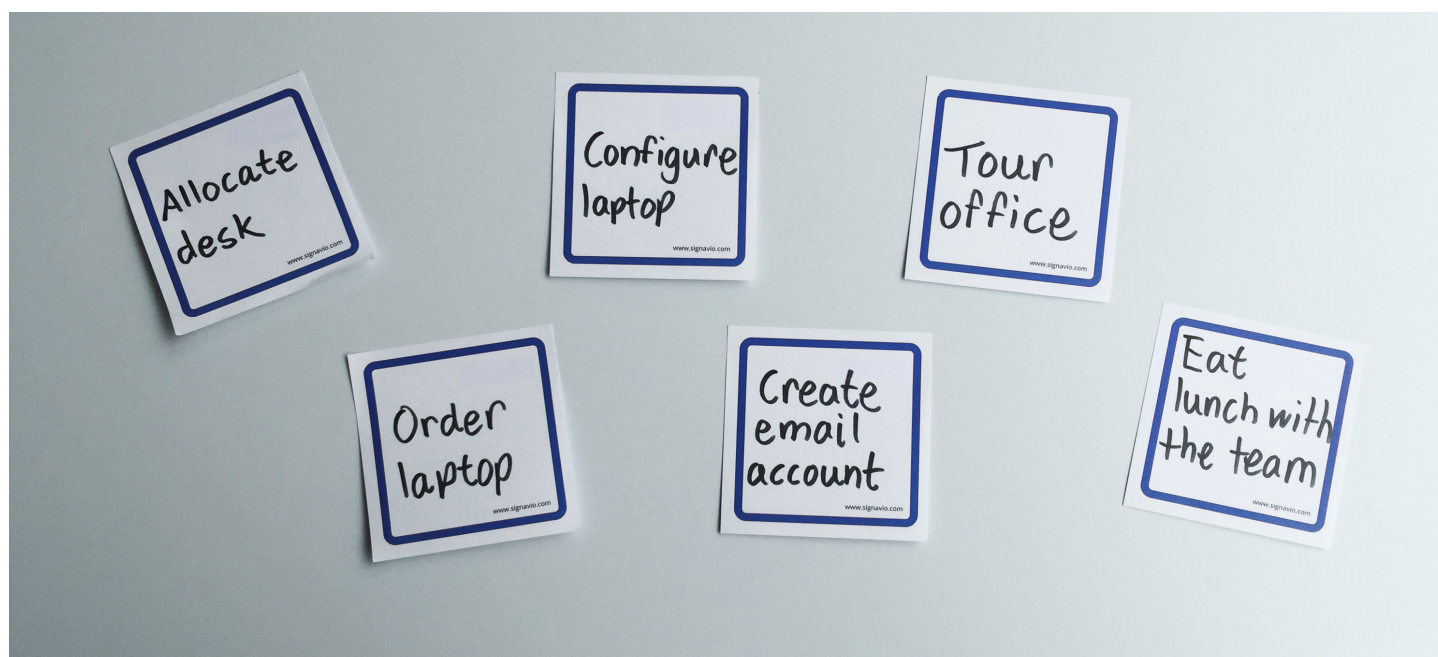 Allocate
desk
www.signavio.com
Order
laptop
www.signavio.com
Configure
laptop
www.signavio.com
Create
email
account
www.signavio.com
Tour
office
www.signavio.com
Eat
lunch with
the team
www.signavio.com